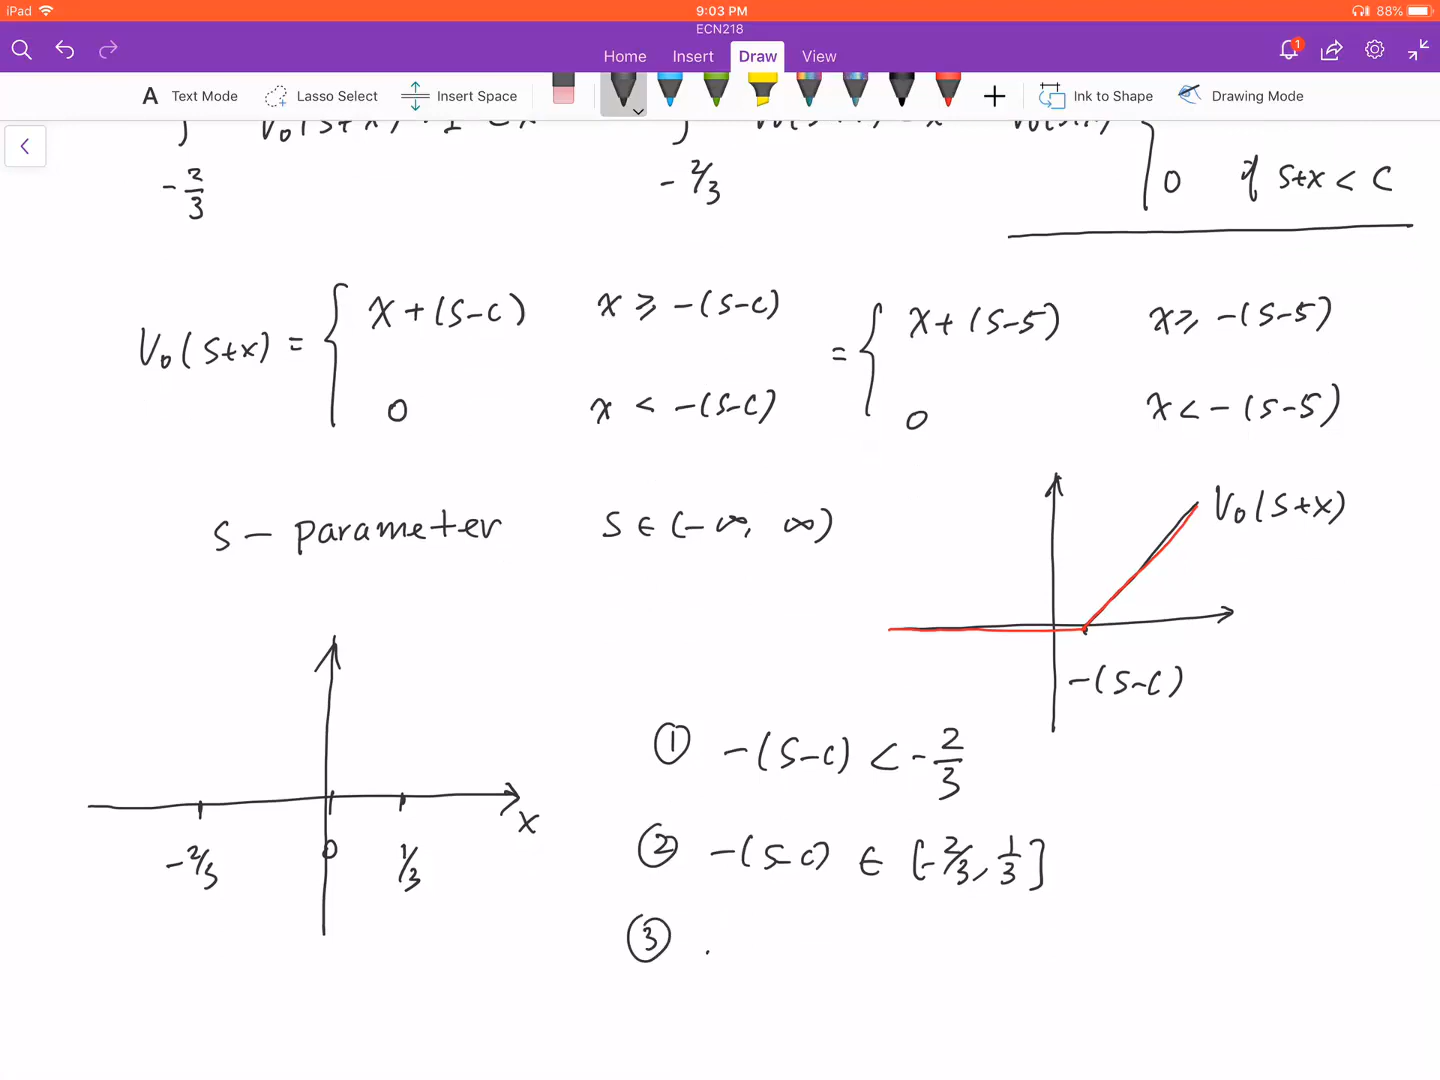 iPad 9:03 PM 88%
ECN218
Home Insert Draw View
1
A Text Mode Lasso Select Insert Space Ink to Shape Drawing Mode
-2/3 -2/3 0 if s+x < c
V₀(s+x) = { x+(s-c) x ≥ -(s-c) = { x+(s-5) x ≥ -(s-5)
0 x < -(s-c) 0 x < -(s-5)
s - parameter s ∈ (-∞, ∞) V₀(s+x)
-(s-c)
① -(s-c) < -2/3
x
-2/3 0 1/3 ② -(s-c) ∈ [-2/3, 1/3]
③ .